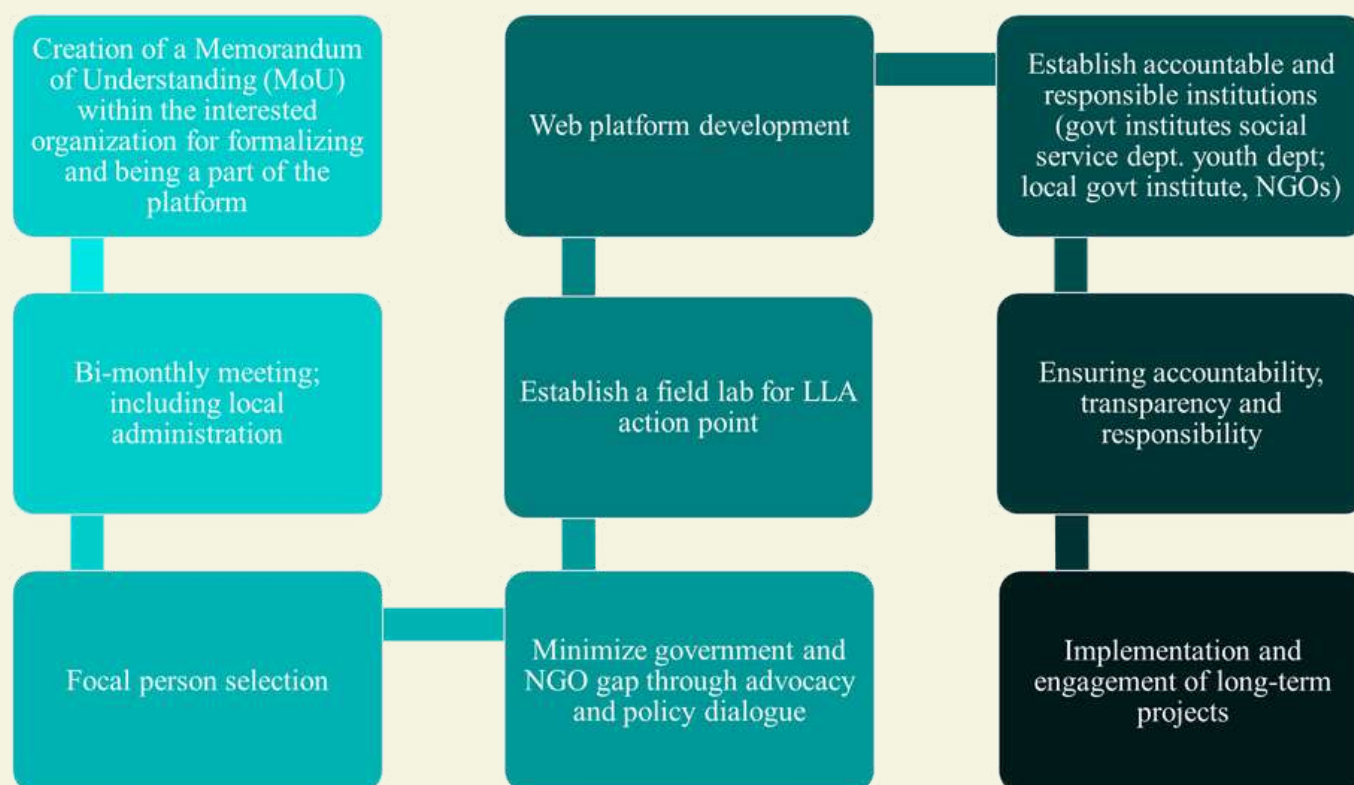 Creation of a Memorandum
of Understanding (MoU)
within the interested
organization for formalizing
and being a part of the
platform
Bi-monthly meeting;
including local
administration
Focal person selection
Minimize government and
NGO gap through advocacy
and policy dialogue
Establish a field lab for LLA
action point
Web platform development
Establish accountable and
responsible institutions
(govt institutes social
service dept. youth dept;
local govt institute, NGOs)
Ensuring accountability,
transparency and
responsibility
Implementation and
engagement of long-term
projects